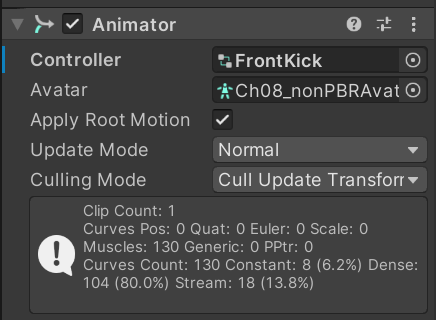 Animator
Controller FrontKick
Avatar Ch08_nonPBRAvat
Apply Root Motion
Update Mode Normal
Culling Mode Cull Update Transforr
Clip Count: 1
Curves Pos: 0 Quat: 0 Euler: 0 Scale: 0
Muscles: 130 Generic: 0 PPtr: 0
Curves Count: 130 Constant: 8 (6.2%) Dense:
104 (80.0%) Stream: 18 (13.8%)